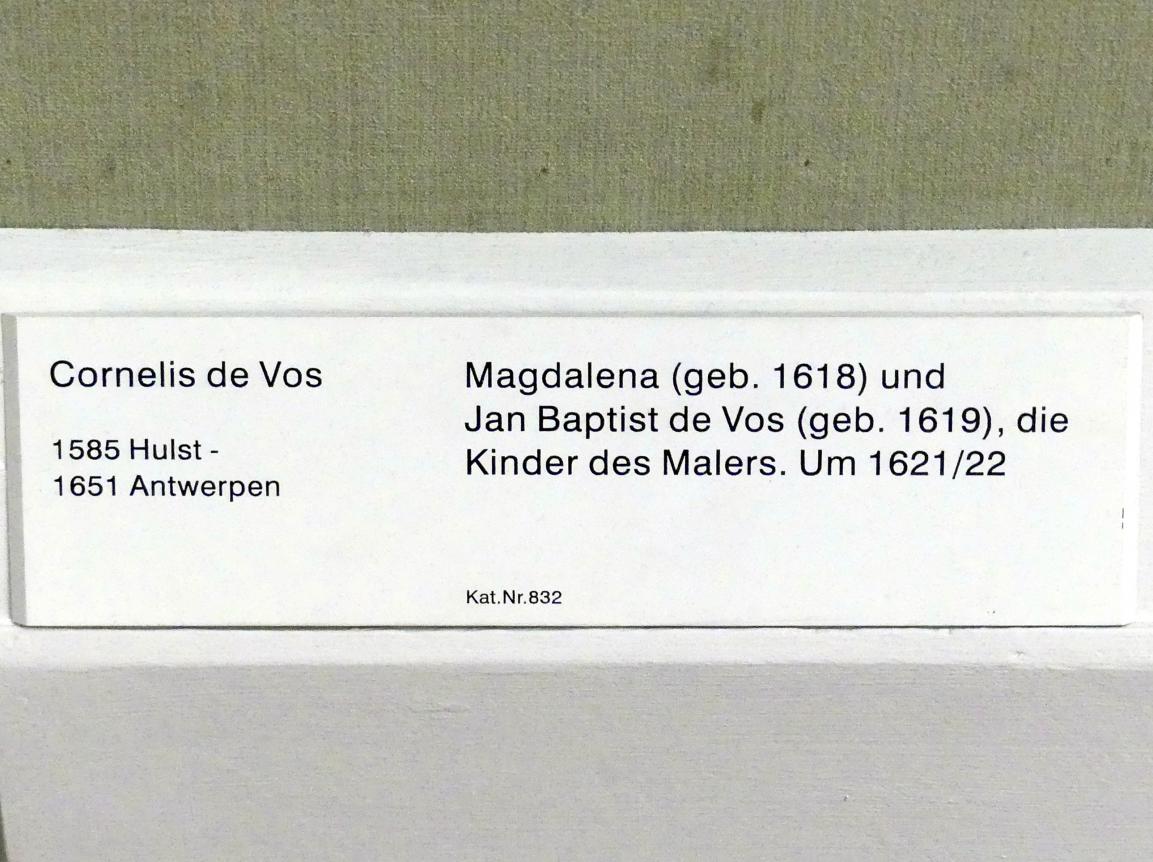 Cornelis de Vos
1585 Hulst -
1651 Antwerpen
Magdalena (geb. 1618) und
Jan Baptist de Vos (geb. 1619), die
Kinder des Malers. Um 1621/22
Kat.Nr.832